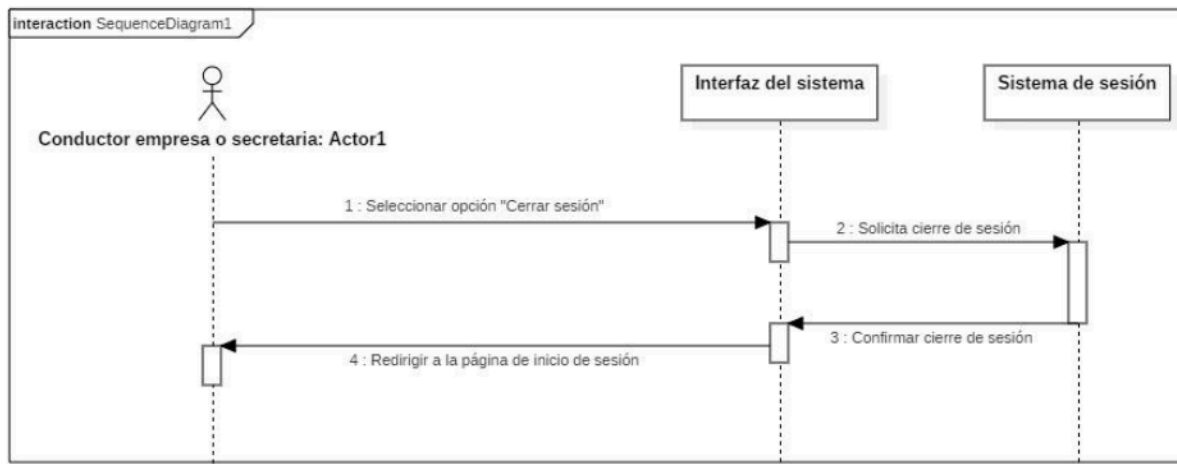 interaction SequenceDiagram1
Interfaz del sistema
Sistema de sesión
Conductor empresa o secretaria: Actor1
1 : Seleccionar opción "Cerrar sesión"
2 : Solicita cierre de sesión
3 : Confirmar cierre de sesión
4 : Redirigir a la página de inicio de sesión